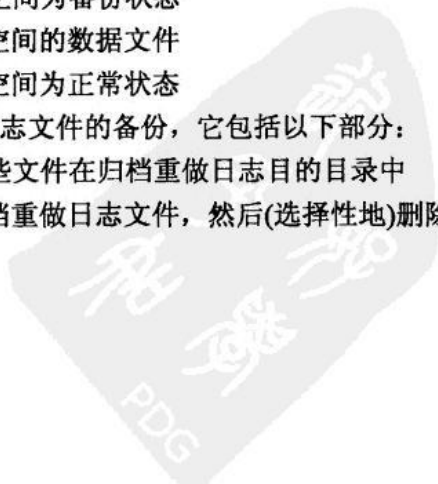 空间为备份状态
空间的数据文件
空间为正常状态
志文件的备份，它包括以下部分：
些文件在归档重做日志目的目录中
档重做日志文件，然后(选择性地)删除
PDG